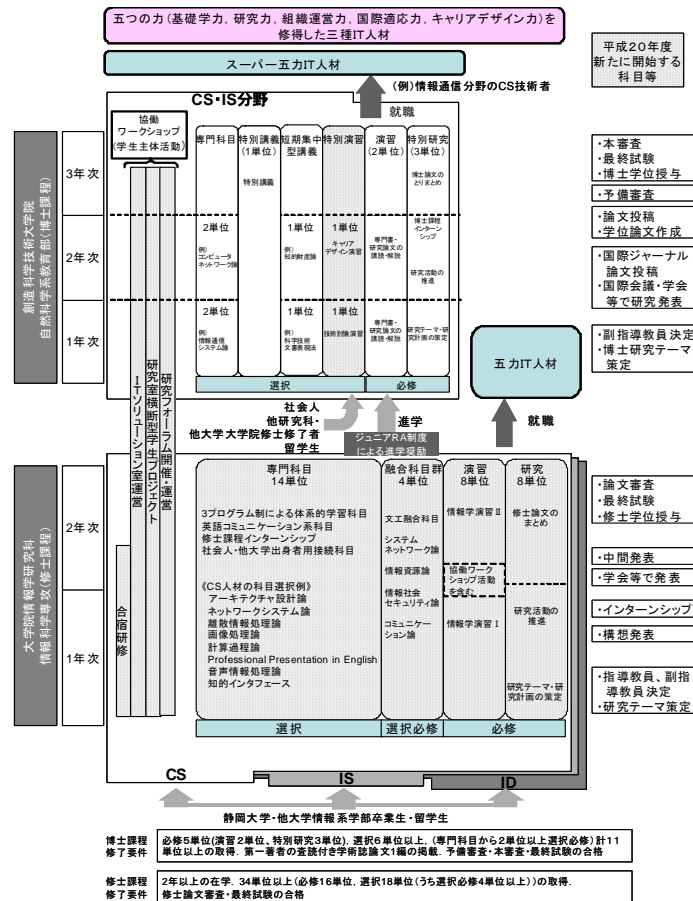 五つの力(基礎学力, 研究力, 組織運営力, 国際適応力, キャリアデザイン力)を
修得した三種IT人材
スーパー五力IT人材
平成20年度
新たに開始する
科目等
(例)情報通信分野のCS技術者
就職
CS・IS分野
協働
ワークショップ
(学生主体活動)
創造科学技術大学院
自然科学系教育部(博士課程)
3年次
2年次
1年次
専門科目
2単位
例)
コンピュータ
ネットワーク論
2単位
例)
情報通信
システム論
特別講義
(1単位)
特別講義
短期集中
型講義
1単位
例)
知的財産論
1単位
例)
科学技術
文書表現法
特別演習
1単位
キャリア
デザイン演習
1単位
技術討論演習
演習
(2単位)
専門書・
研究論文の
講読・解説
専門書・
研究論文の
講読・解説
特別研究
(3単位)
博士論文の
とりまとめ
博士課程
インターン
シップ
研究活動の
推進
研究テーマ・研
究計画の策定
選択
必修
・本審査
・最終試験
・博士学位授与
・予備審査
・論文投稿
・学位論文作成
・国際ジャーナル
論文投稿
・国際会議・学会
等で研究発表
・副指導教員決定
・博士研究テーマ
策定
五力IT人材
就職
社会人
他研究科・
他大学大学院修士修了者
留学生
進学
ジュニアRA制度
による進学奨励
ITソリューション室運営
研究室横断型学生プロジェクト
研究フォーラム開催・運営
合宿研修
大学院情報学研究科
情報科学専攻(修士課程)
2年次
1年次
専門科目
14単位
3プログラム制による体系的学習科目
英語コミュニケーション系科目
修士課程インターンシップ
社会人・他大学出身者用接続科目
《CS人材の科目選択例》
アーキテクチャ設計論
ネットワークシステム論
離散情報処理論
画像処理論
計算過程論
Professional Presentation in English
音声情報処理論
知的インタフェース
融合科目群
4単位
文工融合科目
システム
ネットワーク論
情報資源論
情報社会
セキュリティ論
コミュニケー
ション論
演習
8単位
情報学演習Ⅱ
協働ワーク
ショップ活動
を含む
情報学演習Ⅰ
研究
8単位
修士論文の
まとめ
研究活動の
推進
研究テーマ・研
究計画の策定
選択
選択必修
必修
・論文審査
・最終試験
・修士学位授与
・中間発表
・学会等で発表
・インターンシップ
・構想発表
・指導教員、副指
導教員決定
・研究テーマ策定
CS
IS
ID
静岡大学・他大学情報系学部卒業生・留学生
博士課程
修了要件
必修5単位(演習2単位、特別研究3単位), 選択6単位以上, (専門科目から2単位以上選択必修)計11
単位以上の取得. 第一著者の査読付き学術誌論文1編の掲載. 予備審査・本審査・最終試験の合格
修士課程
修了要件
2年以上の在学. 34単位以上(必修16単位, 選択18単位(うち選択必修4単位以上))の取得.
修士論文審査・最終試験の合格